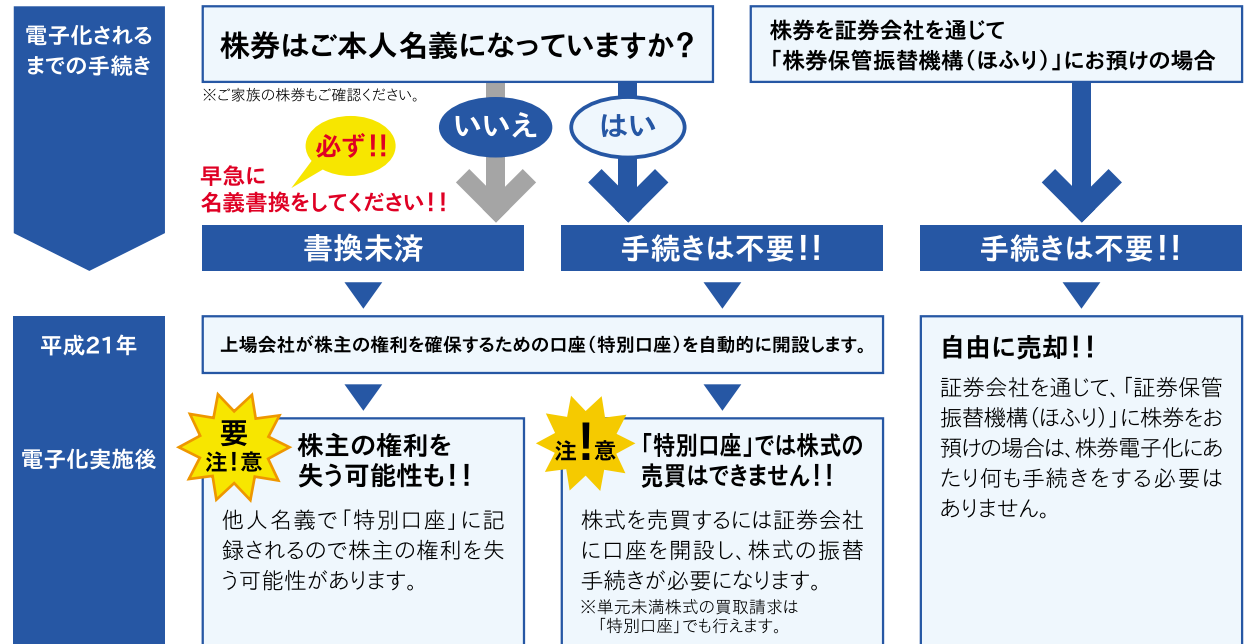 電子化される
までの手続き
株券はご本人名義になっていますか?
※ご家族の株券もご確認ください。
いいえ
はい
必ず!!
早急に
名義書換をしてください!!
書換未済
手続きは不要!!
株券を証券会社を通じて
「株券保管振替機構(ほふり)」にお預けの場合
手続きは不要!!
平成21年
電子化実施後
上場会社が株主の権利を確保するための口座(特別口座)を自動的に開設します。
要
注!意
株主の権利を
失う可能性も!!
他人名義で「特別口座」に記
録されるので株主の権利を失
う可能性があります。
注!意
「特別口座」では株式の
売買はできません!!
株式を売買するには証券会社
に口座を開設し、株式の振替
手続きが必要になります。
※単元未満株式の買取請求は
「特別口座」でも行えます。
自由に売却!!
証券会社を通じて、「証券保管
振替機構(ほふり)」に株券をお
預けの場合は、株券電子化にあ
たり何も手続きをする必要は
ありません。